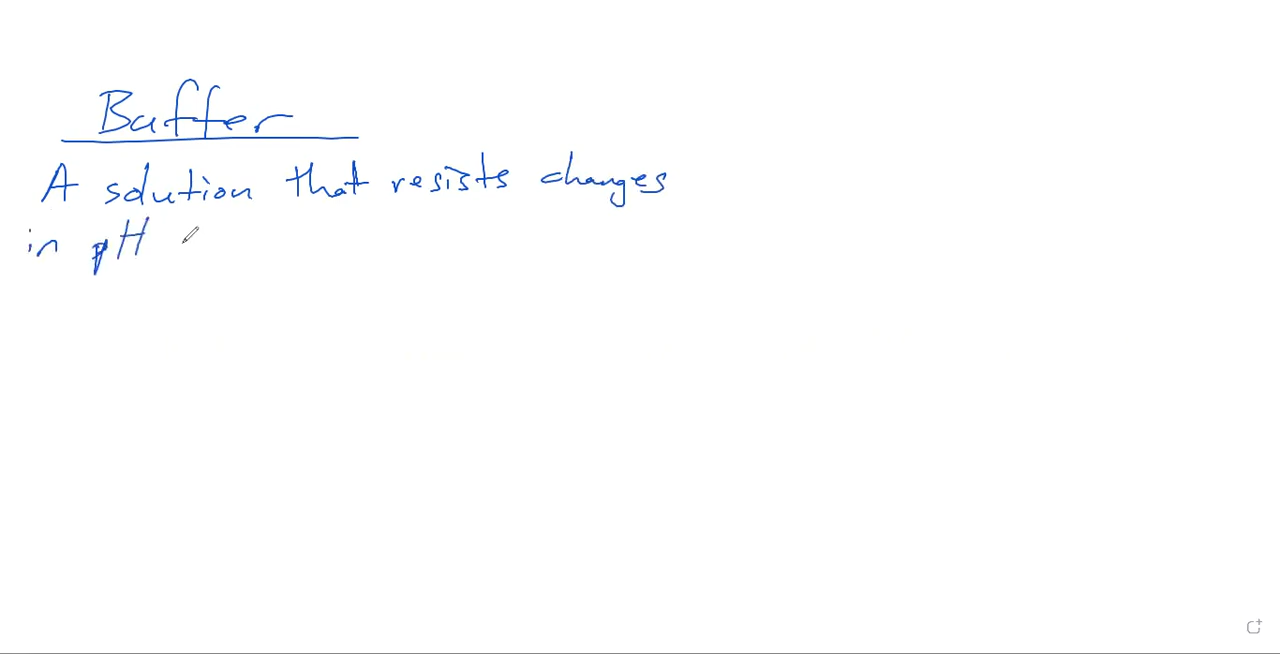 Buffer
A solution that resists changes
in pH